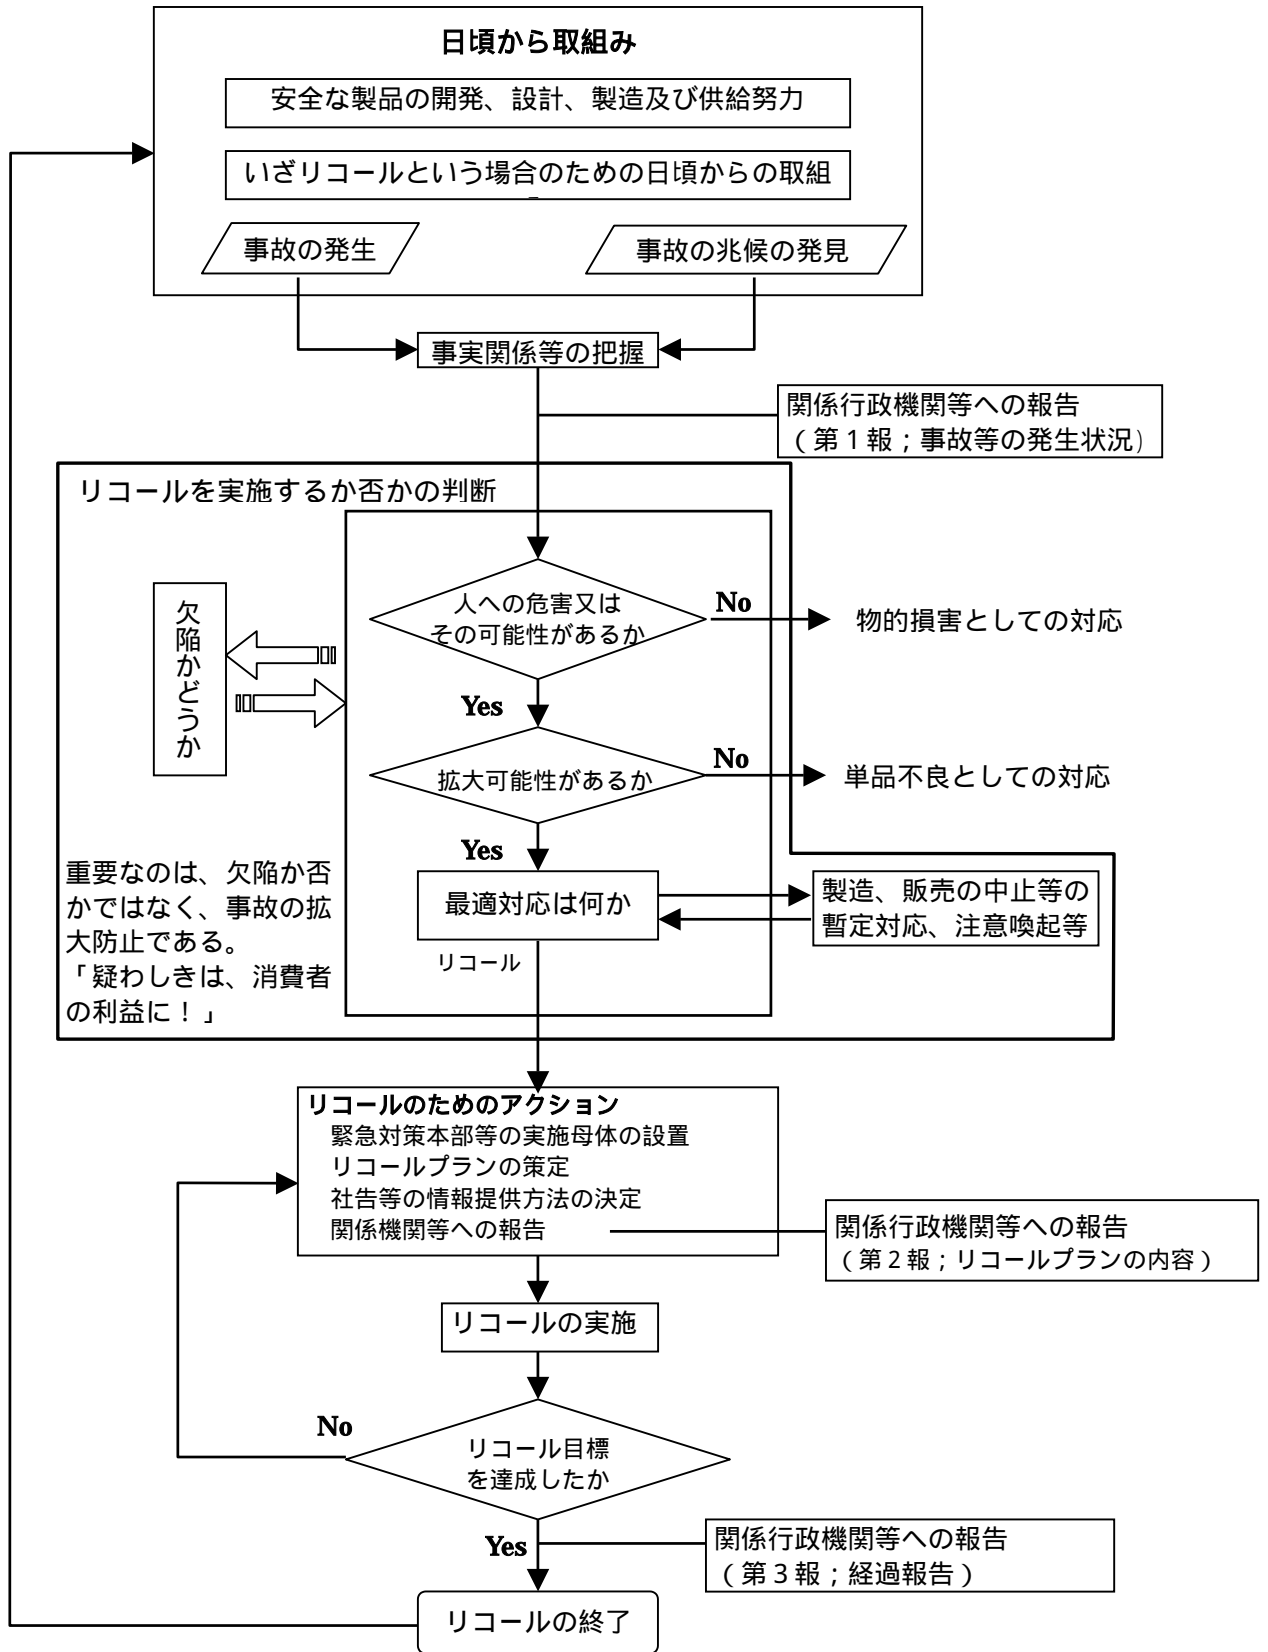 日頃から取組み
安全な製品の開発、設計、製造及び供給努力
いざリコールという場合のための日頃からの取組
事故の発生
事故の兆候の発見
事実関係等の把握
関係行政機関等への報告
（第１報；事故等の発生状況）
リコールを実施するか否かの判断
人への危害又は
その可能性があるか
No
物的損害としての対応
欠陥かどうか
Yes
拡大可能性があるか
No
単品不良としての対応
Yes
重要なのは、欠陥か否
かではなく、事故の拡
大防止である。
「疑わしきは、消費者
の利益に！」
最適対応は何か
製造、販売の中止等の
暫定対応、注意喚起等
リコール
リコールのためのアクション
緊急対策本部等の実施母体の設置
リコールプランの策定
社告等の情報提供方法の決定
関係機関等への報告
関係行政機関等への報告
（第２報；リコールプランの内容）
リコールの実施
No
リコール目標
を達成したか
Yes
関係行政機関等への報告
（第３報；経過報告）
リコールの終了